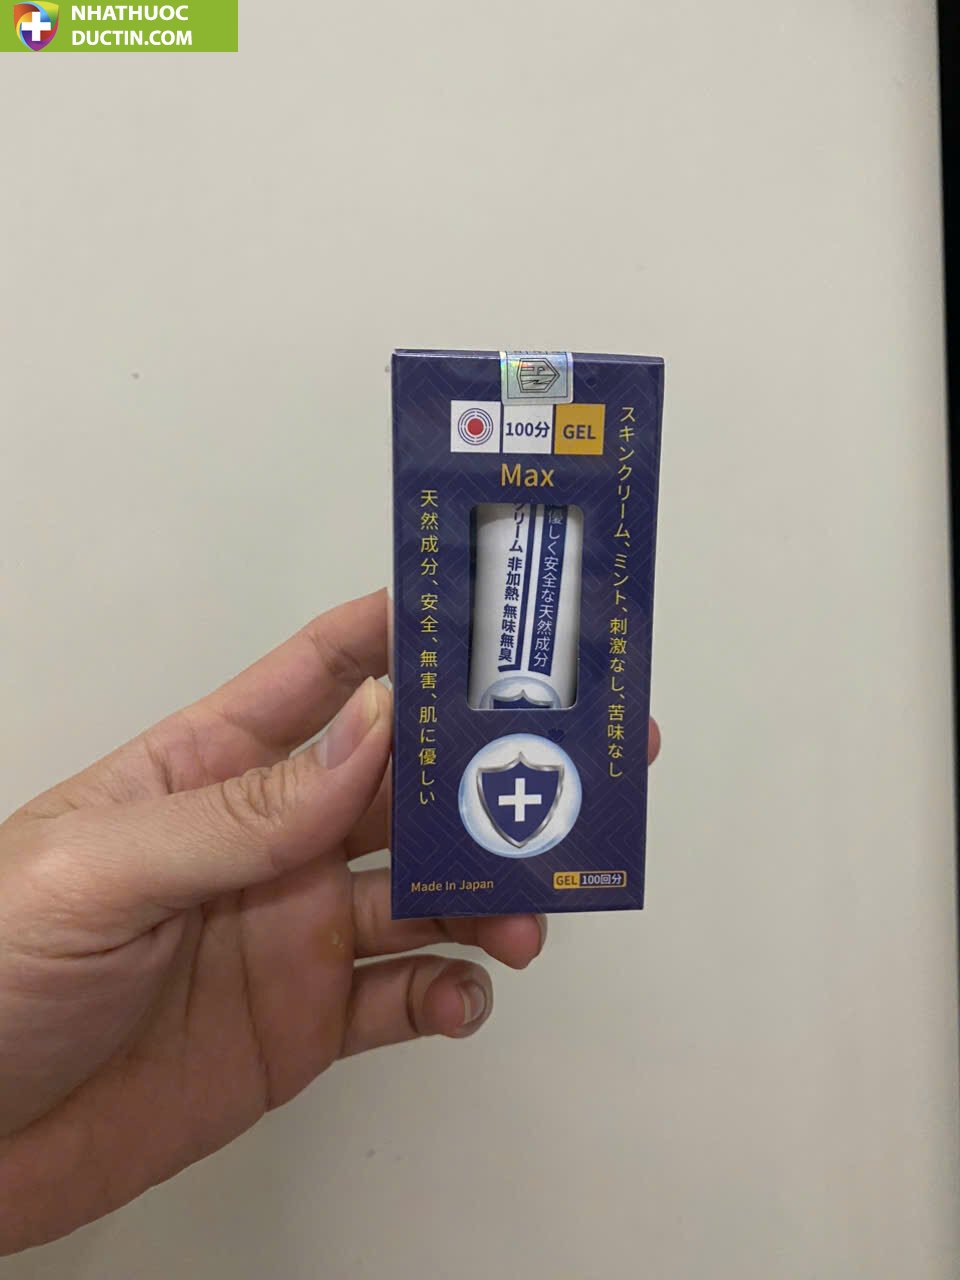 NHATHUOC
DUCTIN.COM
100分
GEL
Max
スキンクリーム、ミント、刺激なし、苦味なし
天然成分、安全、無害、肌に優しい
優しく安全な天然成分
リーム 非加熱 無味無臭
Made In Japan
GEL 100回分